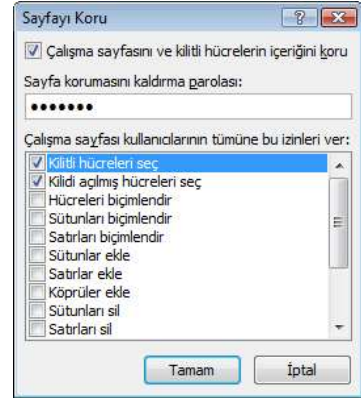 Sayfayı Koru
Çalışma sayfasını ve kilitli hücrelerin içeriğini koru
Sayfa korumasını kaldırma parolası:
•••••••
Çalışma sayfası kullanıcılarının tümüne bu izinleri ver:
Kilitli hücreleri seç
Kilidi açılmış hücreleri seç
Hücreleri biçimlendir
Sütunları biçimlendir
Satırları biçimlendir
Sütunlar ekle
Satırlar ekle
Köprüler ekle
Sütunları sil
Satırları sil
Tamam
İptal